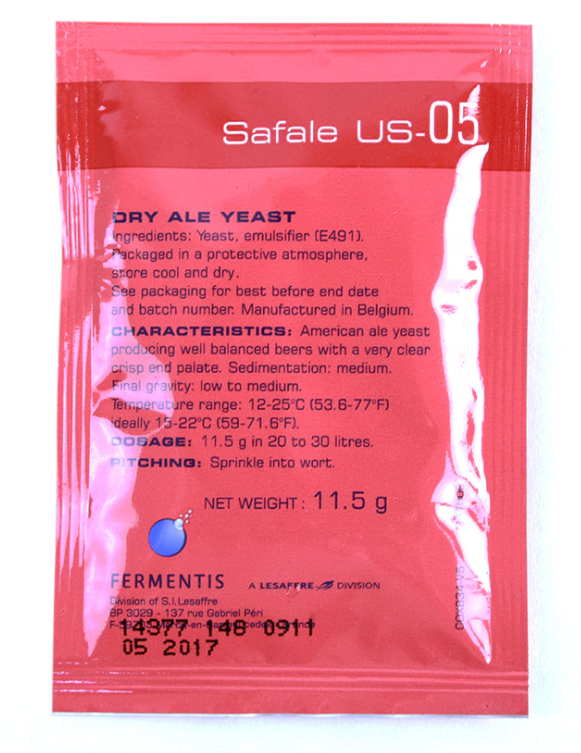 Safale US-05
DRY ALE YEAST
Ingredients: Yeast, emulsifier (E491).
Packaged in a protective atmosphere,
store cool and dry.
See packaging for best before end date
and batch number. Manufactured in Belgium.
CHARACTERISTICS: American ale yeast
producing well balanced beers with a very clear
crisp end palate. Sedimentation: medium.
Final gravity: low to medium.
Temperature range: 12-25°C (53.6-77°F)
ideally 15-22°C (59-71.6°F).
DOSAGE: 11.5 g in 20 to 30 litres.
PITCHING: Sprinkle into wort.
NET WEIGHT : 11.5 g
FERMENTIS A LESAFFRE DIVISION
Division of S.I.Lesaffre
BP 3029 - 137 rue Gabriel Péri
14377 148 0911
05 2017